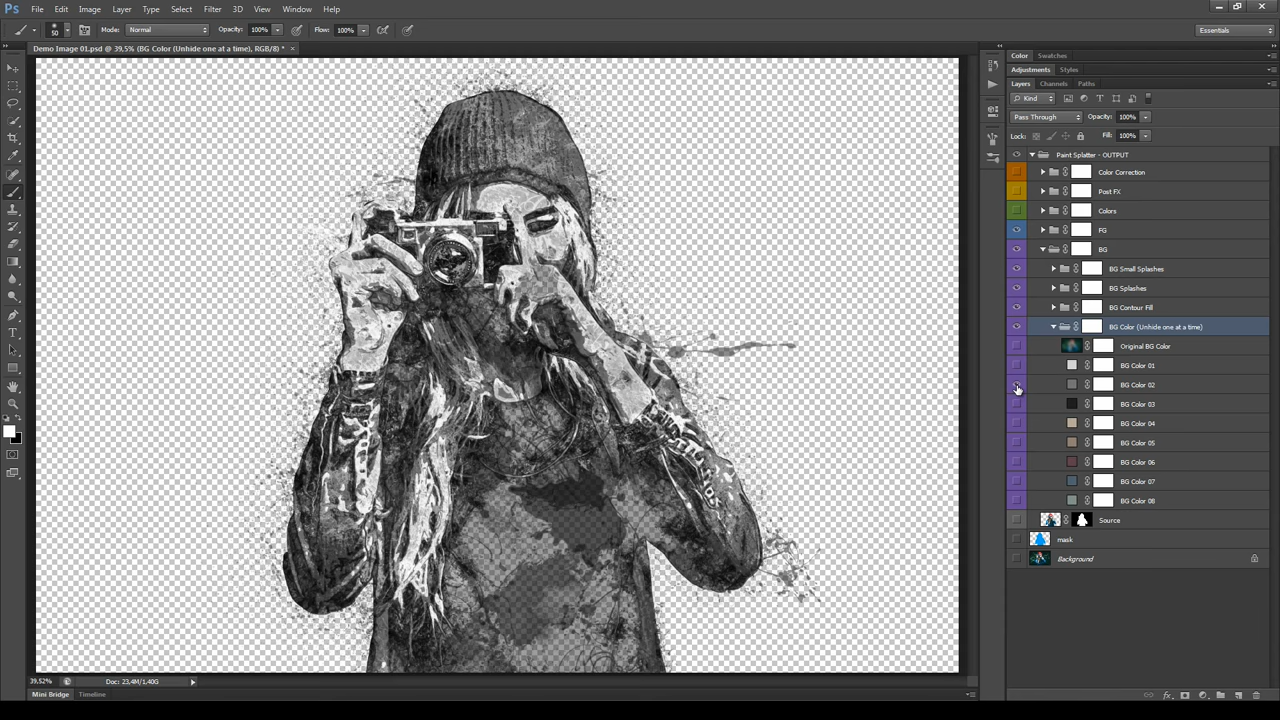 Ps File Edit Image Layer Type Select Filter 3D View Window Help
50 Mode: Normal Opacity: 100% Flow: 100% Essentials
Demo Image 01.psd @ 39,5% (BG Color (Unhide one at a time), RGB/8) * ×
Color Swatches
Adjustments Styles
Layers Channels Paths
Kind
Pass Through Opacity: 100%
Lock: Fill: 100%
Paint Splatter - OUTPUT
Color Correction
Post FX
Colors
FG
BG
BG Small Splashes
BG Splashes
BG Contour Fill
BG Color (Unhide one at a time)
Original BG Color
BG Color 01
BG Color 02
BG Color 03
BG Color 04
BG Color 05
BG Color 06
BG Color 07
BG Color 08
Source
mask
Background
39,52% Doc: 23,4M/1,40G
Mini Bridge Timeline
fx